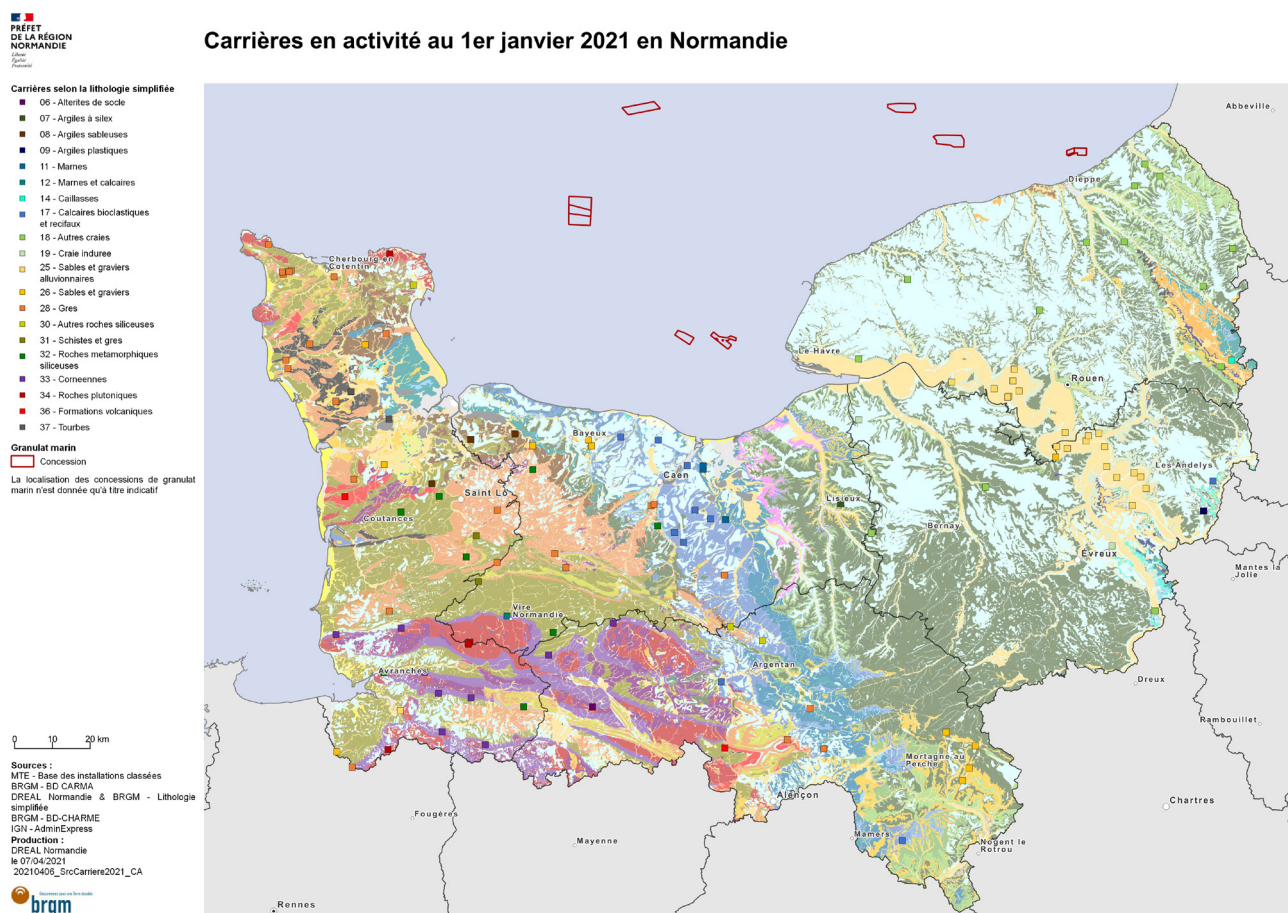 PRÉFET
DE LA RÉGION
NORMANDIE
Liberté
Égalité
Fraternité
Carrières en activité au 1er janvier 2021 en Normandie
Carrières selon la lithologie simplifiée
06 - Alterites de socle
07 - Argiles à silex
08 - Argiles sableuses
09 - Argiles plastiques
11 - Marnes
12 - Marnes et calcaires
14 - Caillasses
17 - Calcaires bioclastiques
et recifaux
18 - Autres craies
19 - Craie induree
25 - Sables et graviers
alluvionnaires
26 - Sables et graviers
28 - Gres
30 - Autres roches siliceuses
31 - Schistes et gres
32 - Roches metamorphiques
siliceuses
33 - Corneennes
34 - Roches plutoniques
36 - Formations volcaniques
37 - Tourbes
Granulat marin
Concession
La localisation des concessions de granulat
marin n'est donnée qu'à titre indicatif
0 10 20 km
Sources :
MTE - Base des installations classées
BRGM - BD CARMA
DREAL Normandie & BRGM - Lithologie
simplifiée
BRGM - BD-CHARME
IGN - AdminExpress
Production :
DREAL Normandie
le 07/04/2021
20210406_SrcCarriere2021_CA
Géosciences pour une Terre durable
brgm
Abbeville
Dieppe
Cherbourg en
Cotentin
Le Havre
Rouen
Bayeux
Caen
Les Andelys
Saint Lô
Lisieux
Coutances
Bernay
Évreux
Mantes la
Jolie
Vire
Normandie
Avranches
Argentan
Dreux
Rambouillet
Mortagne au
Perche
Alençon
Chartres
Fougères
Mayenne
Mamers
Nogent le
Rotrou
Rennes